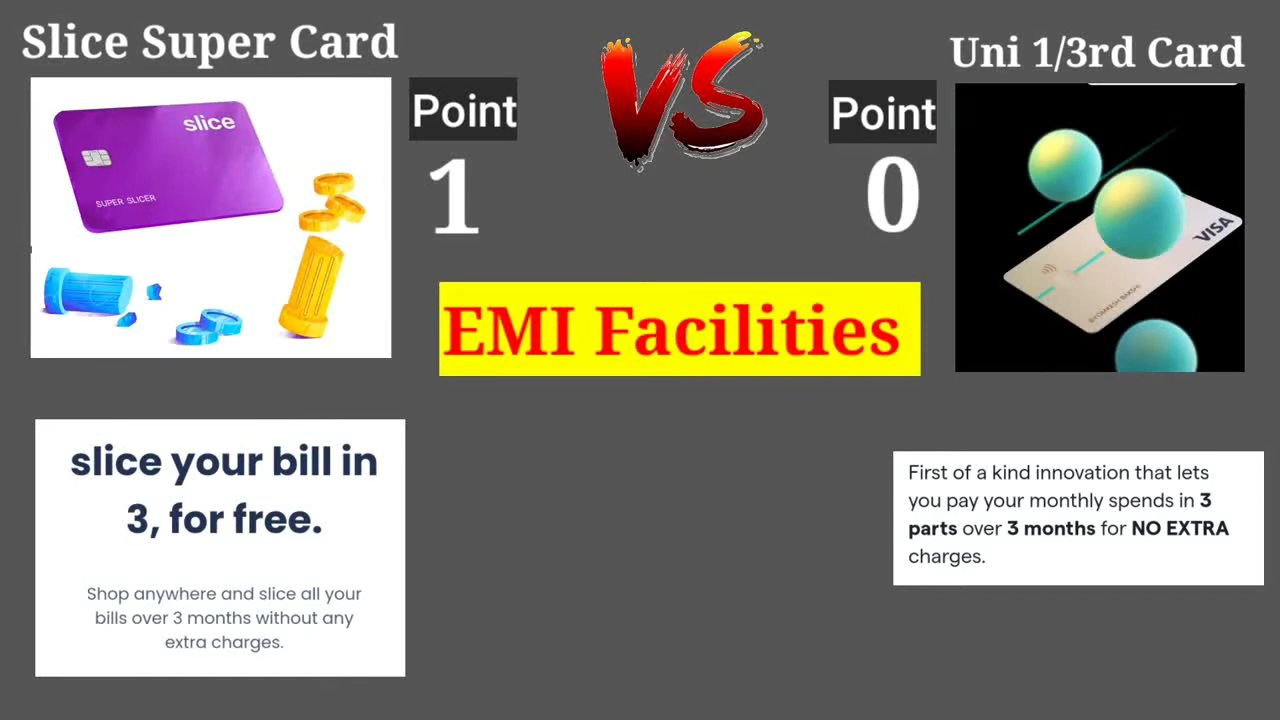 Slice Super Card
VS
Uni 1/3rd Card
slice
SUPER SLICER
Point
1
Point
0
VISA
BYOMKESH BAKSHI
EMI Facilities
slice your bill in
3, for free.
Shop anywhere and slice all your
bills over 3 months without any
extra charges.
First of a kind innovation that lets
you pay your monthly spends in 3
parts over 3 months for NO EXTRA
charges.